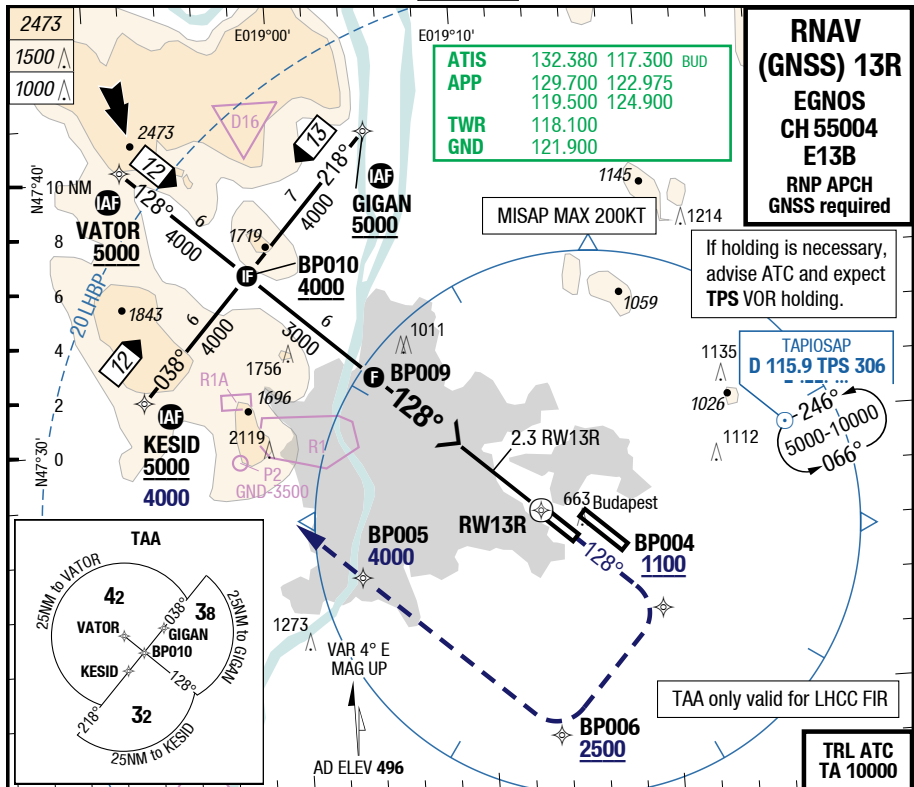 2473
1500
1000
E019°00'
E019°10'
ATIS 132.380 117.300 BUD
APP 129.700 122.975
119.500 124.900
TWR 118.100
GND 121.900
RNAV
(GNSS) 13R
EGNOS
CH 55004
E13B
RNP APCH
GNSS required
D16
2473
12
13
N47°40'
10 NM
IAF
VATOR
5000
128°
6
4000
218°
7
4000
IAF
GIGAN
5000
1145
1214
MISAP MAX 200KT
If holding is necessary,
advise ATC and expect
TPS VOR holding.
8
1719
IF
BP010
4000
1059
6
20 LHBP
1843
6
4000
6
3000
1011
4
12
038°
1756
F
BP009
1135
TAPIOSAP
D 115.9 TPS 306
R1A
128°
1026
246°
5000-10000
066°
2
1696
IAF
KESID
5000
4000
2119
R1
2.3 RW13R
1112
N47°30'
0
P2
GND-3500
663
Budapest
RW13R
BP005
4000
BP004
1100
128°
TAA
25NM to VATOR
42
VATOR
038°
38
GIGAN
BP010
25NM to GIGAN
KESID
128°
218°
32
25NM to KESID
1273
VAR 4° E
MAG UP
AD ELEV 496
TAA only valid for LHCC FIR
BP006
2500
TRL ATC
TA 10000